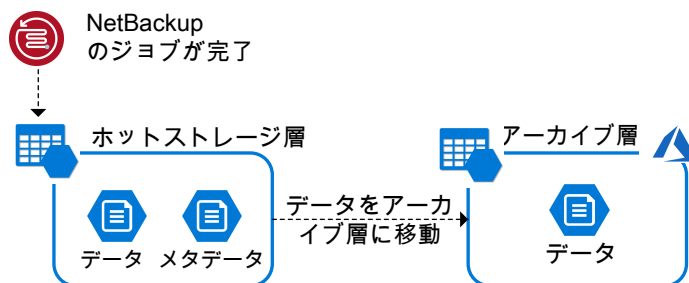 NetBackup
のジョブが完了
ホットストレージ層
アーカイブ層
データをアーカ
イブ層に移動
データ
メタデータ
データ